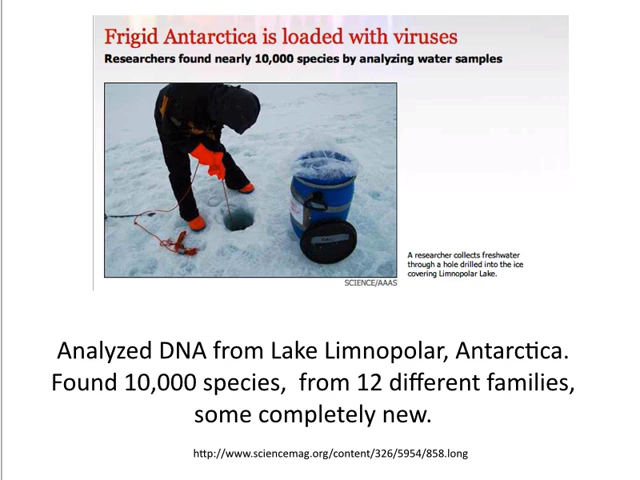 Frigid Antarctica is loaded with viruses
Researchers found nearly 10,000 species by analyzing water samples
A researcher collects freshwater
through a hole drilled into the ice
covering Limnopolar Lake.
SCIENCE/AAAS
Analyzed DNA from Lake Limnopolar, Antarctica.
Found 10,000 species,  from 12 different families,
some completely new.
http://www.sciencemag.org/content/326/5954/858.long